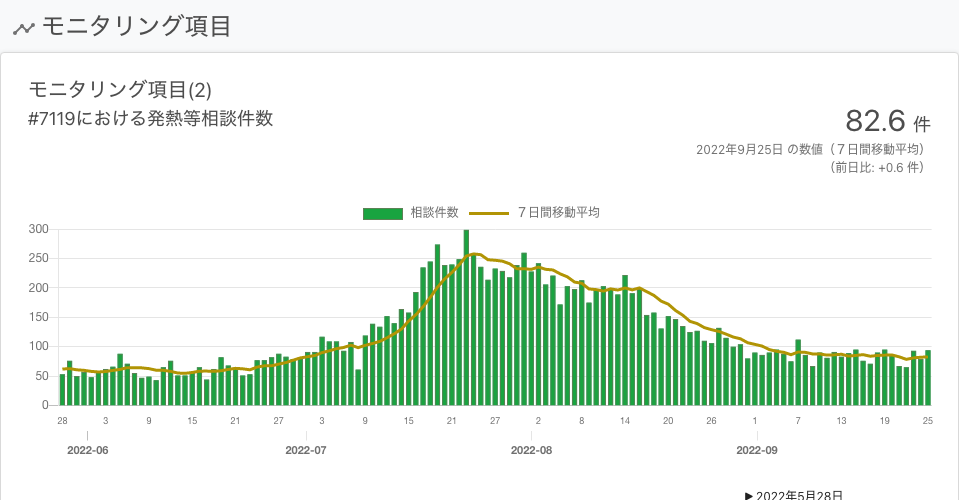 モニタリング項目
モニタリング項目(2)
#7119における発熱等相談件数
82.6 件
2022年9月25日 の数値（７日間移動平均）
（前日比: +0.6 件）
相談件数 ７日間移動平均
300
250
200
150
100
50
0
28 3 9 15 21 27 3 9 15 21 27 2 8 14 20 26 1 7 13 19 25
2022-06 2022-07 2022-08 2022-09
▶ 2022年5月28日